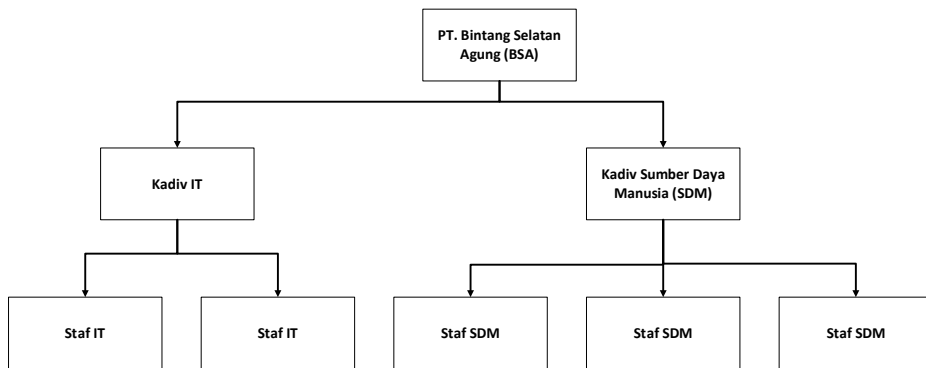 PT. Bintang Selatan
Agung (BSA)
Kadiv IT
Kadiv Sumber Daya
Manusia (SDM)
Staf IT
Staf IT
Staf SDM
Staf SDM
Staf SDM